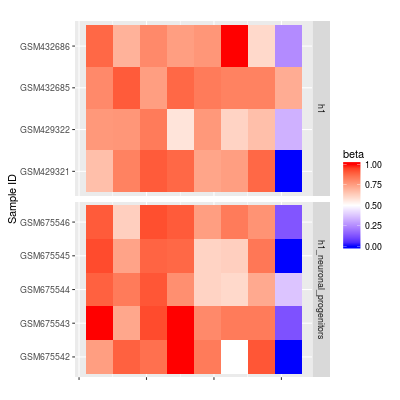 Sample ID
GSM432686
GSM432685
GSM429322
GSM429321
h1
GSM675546
GSM675545
GSM675544
GSM675543
GSM675542
h1_neuronal_progenitors
beta
1.00
0.75
0.50
0.25
0.00